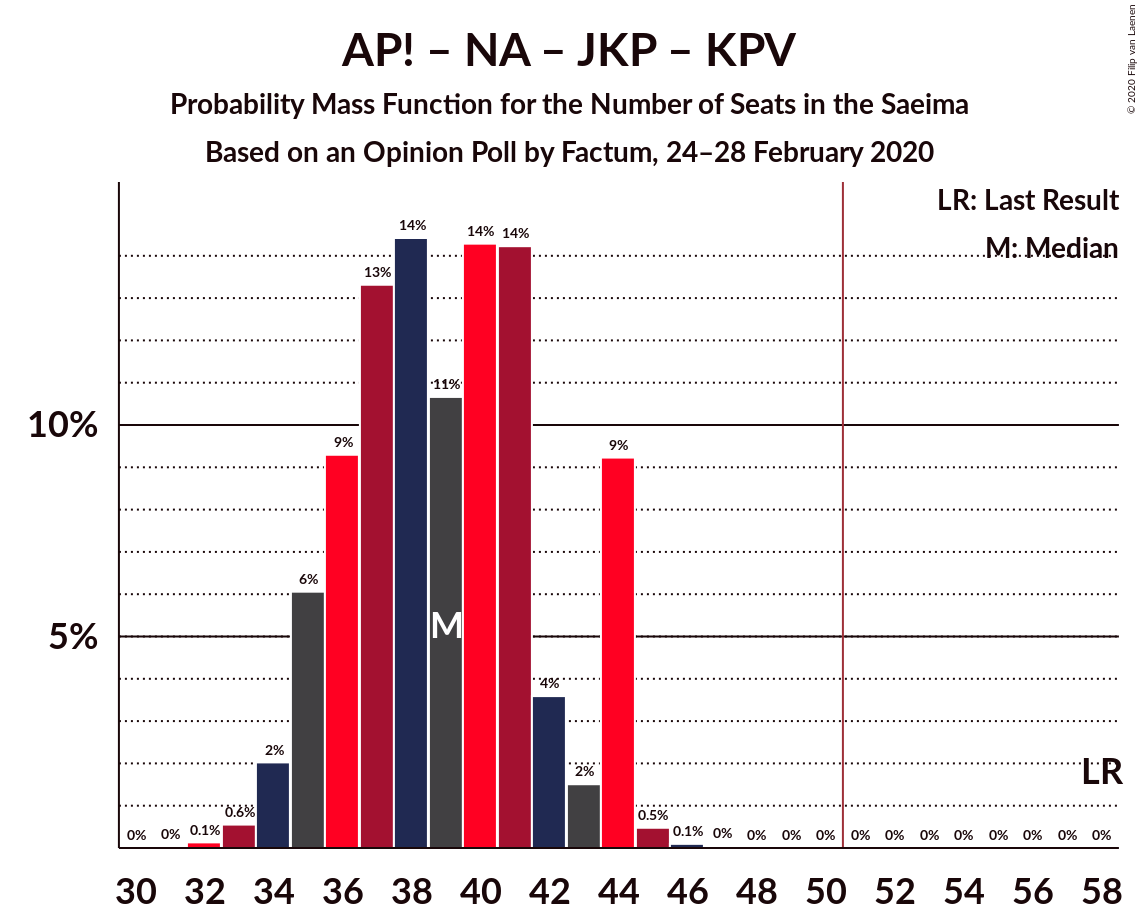 AP! – NA – JKP – KPV
Probability Mass Function for the Number of Seats in the Saeima
Based on an Opinion Poll by Factum, 24–28 February 2020
© 2020 Filip van Laenen
LR: Last Result
M: Median
10%
5%
0% 0% 0.1% 0.6% 2% 6% 9% 13% 14% 11% 14% 14% 4% 2% 9% 0.5% 0.1% 0% 0% 0% 0% 0% 0% 0% 0% 0% 0% 0% 0%
M
LR
30 32 34 36 38 40 42 44 46 48 50 52 54 56 58